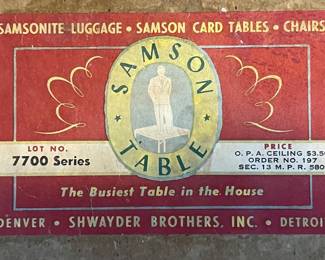 SAMSONITE LUGGAGE • SAMSON CARD TABLES • CHAIRS
SAMSON
TABLE
LOT NO.
7700 Series
PRICE
O. P. A. CEILING $3.50
ORDER NO. 197
SEC. 13 M. P. R. 580
The Busiest Table in the House
DENVER • SHWAYDER BROTHERS, INC. • DETROI